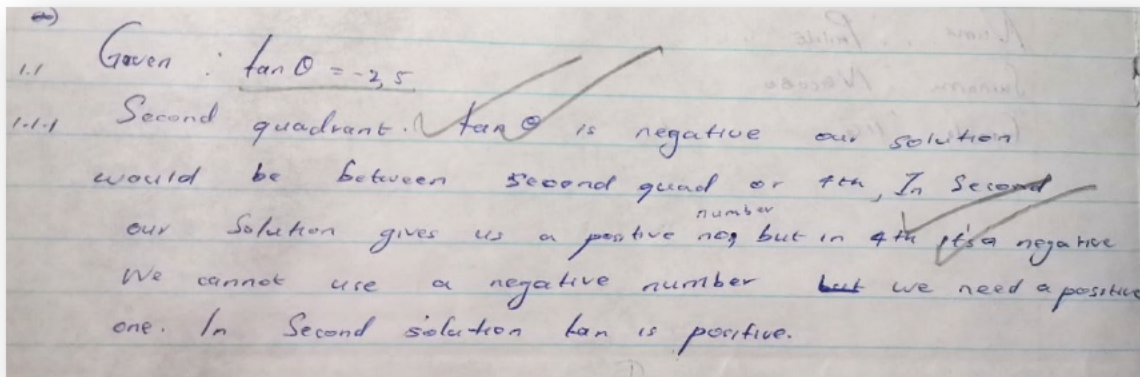 1.1 Given : tan θ = -2,5
1.1.1 Second quadrant. tan θ is negative our solution
would be between second quad or 4th, In Second
number
our Solution gives us a positive neg but in 4th it's a negative
We cannot use a negative number but we need a positive
one. In Second solution tan is positive.